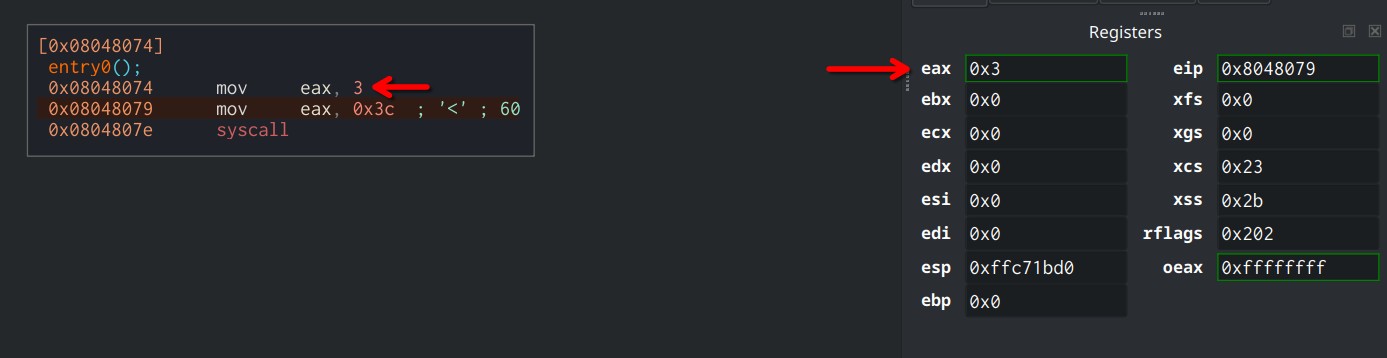 [0x08048074]
entry0();
0x08048074 mov eax, 3
0x08048079 mov eax, 0x3c ; '<' ; 60
0x0804807e syscall
Registers
eax 0x3 eip 0x8048079
ebx 0x0 xfs 0x0
ecx 0x0 xgs 0x0
edx 0x0 xcs 0x23
esi 0x0 xss 0x2b
edi 0x0 rflags 0x202
esp 0xffc71bd0 oeax 0xffffffff
ebp 0x0